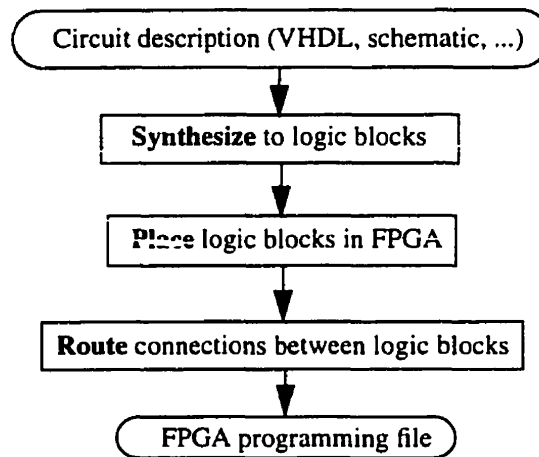 Circuit description (VHDL, schematic, ...)
Synthesize to logic blocks
Place logic blocks in FPGA
Route connections between logic blocks
FPGA programming file